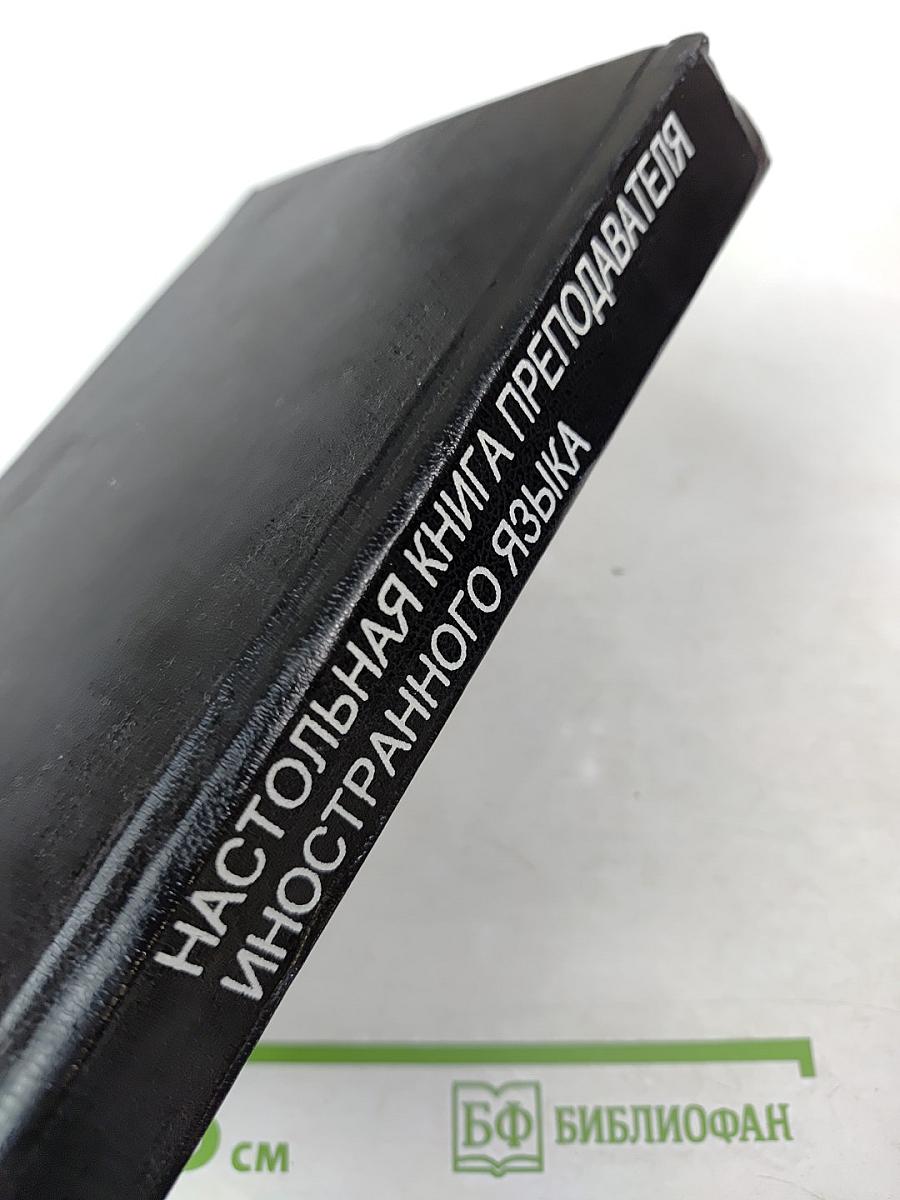 НАСТОЛЬНАЯ КНИГА ПРЕПОДАВАТЕЛЯ
ИНОСТРАННОГО ЯЗЫКА
см
БФ БИБЛИОФАН